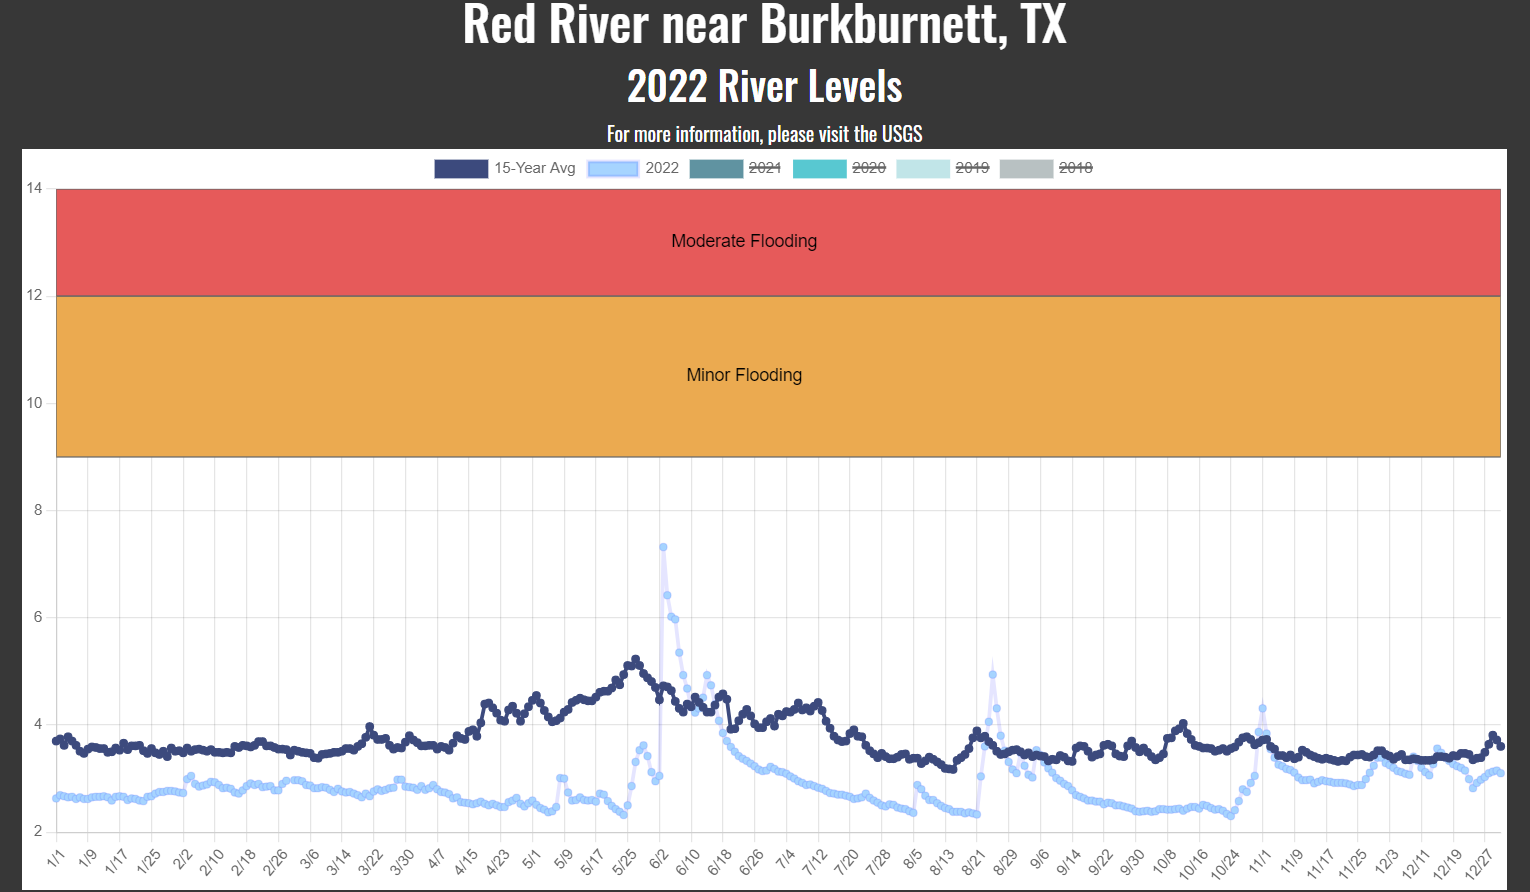 Red River near Burkburnett, TX
2022 River Levels
For more information, please visit the USGS
15-Year Avg 2022 2021 2020 2019 2018
14
Moderate Flooding
12
Minor Flooding
10
8
6
4
2
1/1 1/9 1/17 1/25 2/2 2/10 2/18 2/26 3/6 3/14 3/22 3/30 4/7 4/15 4/23 5/1 5/9 5/17 5/25 6/2 6/10 6/18 6/26 7/4 7/12 7/20 7/28 8/5 8/13 8/21 8/29 9/6 9/14 9/22 9/30 10/8 10/16 10/24 11/1 11/9 11/17 11/25 12/3 12/11 12/19 12/27